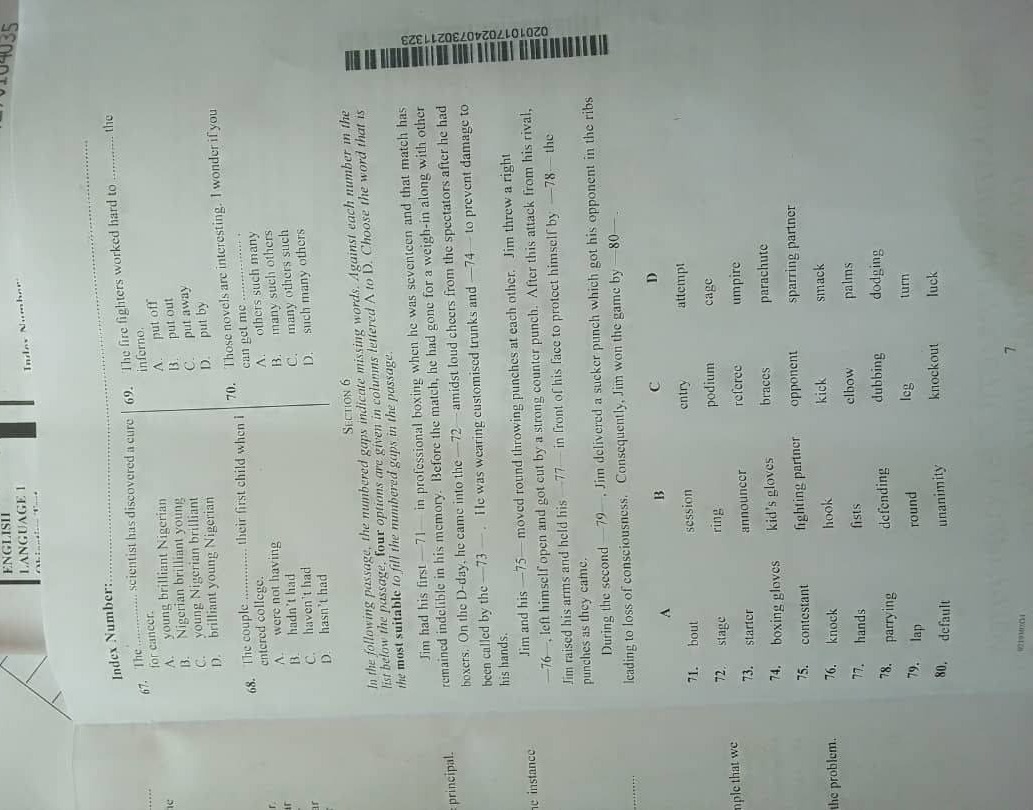 ENGLISH
LANGUAGE 1
Index Number:
Index Number:
67. The............ scientist has discovered a cure
for cancer.
A. young brilliant Nigerian
B. Nigerian brilliant young
C. young Nigerian brilliant
D. brilliant young Nigerian
68. The couple ............ their first child when I
entered college.
A. were not having
B. hadn't had
C. haven't had
D. hasn't had
69. The fire fighters worked hard to ............ the
inferno.
A. put off
B. put out
C. put away
D. put by
70. Those novels are interesting. I wonder if you
can get me ............ .
A. others such many
B. many such others
C. many others such
D. such many others
SECTION 6
In the following passage, the numbered gaps indicate missing words. Against each number in the
list below the passage, four options are given in columns lettered A to D. Choose the word that is
the most suitable to fill the numbered gaps in the passage.
Jim had his first —71— in professional boxing when he was seventeen and that match has
remained indelible in his memory. Before the match, he had gone for a weigh-in along with other
boxers. On the D-day, he came into the —72— amidst loud cheers from the spectators after he had
been called by the —73—. He was wearing customised trunks and —74— to prevent damage to
his hands.
Jim and his —75— moved round throwing punches at each other. Jim threw a right
—76—, left himself open and got cut by a strong counter punch. After this attack from his rival,
Jim raised his arms and held his —77— in front of his face to protect himself by —78— the
punches as they came.
During the second —79—, Jim delivered a sucker punch which got his opponent in the ribs
leading to loss of consciousness. Consequently, Jim won the game by —80—.
A B C D
71. bout session entry attempt
72. stage ring podium cage
73. starter announcer referee umpire
74. boxing gloves kid's gloves braces parachute
75. contestant fighting partner opponent sparring partner
76. knock hook kick smack
77. hands fists elbow palms
78. parrying defending dubbing dodging
79. lap round leg turn
80. default unanimity knockout luck
7
02010170240730211323
principal.
ne instance
mple that we
the problem.